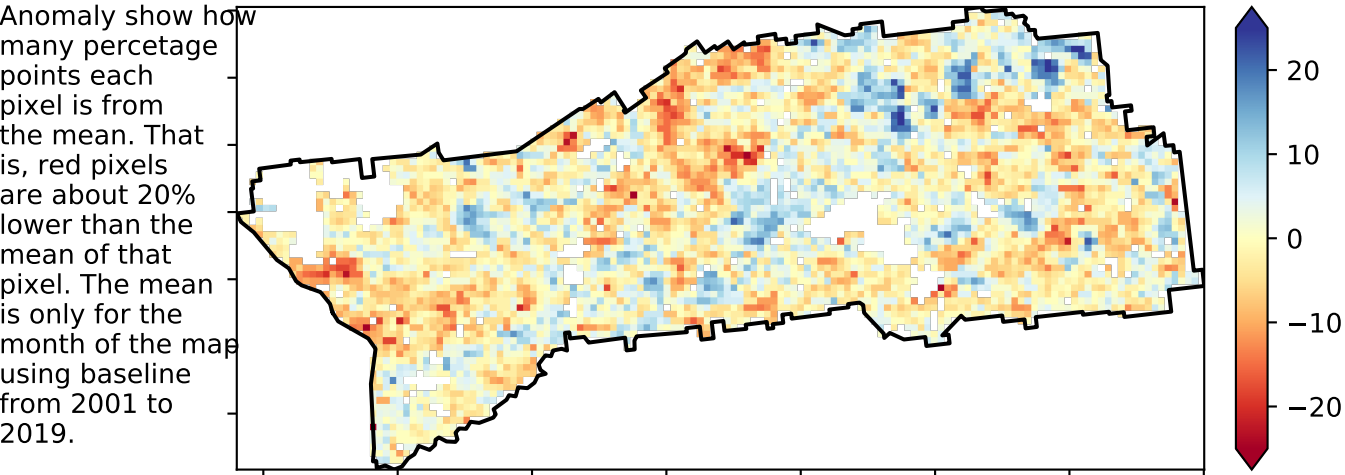 Anomaly show how
many percetage
points each
pixel is from
the mean. That
is, red pixels
are about 20%
lower than the
mean of that
pixel. The mean
is only for the
month of the map
using baseline
from 2001 to
2019.
20
10
0
−10
−20